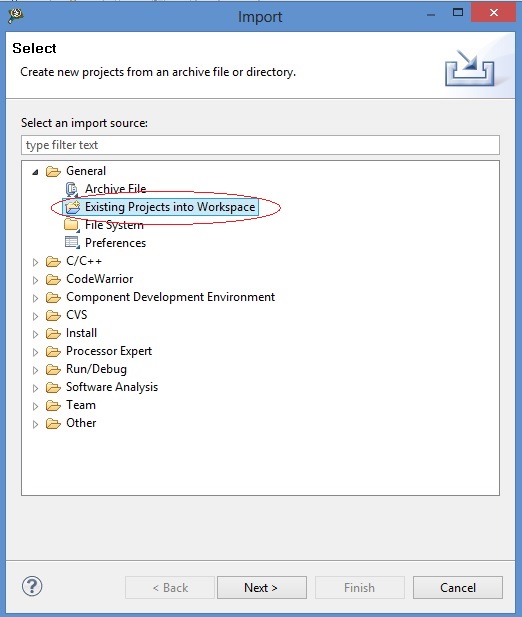 Import
Select
Create new projects from an archive file or directory.
Select an import source:
type filter text
General
Archive File
Existing Projects into Workspace
File System
Preferences
C/C++
CodeWarrior
Component Development Environment
CVS
Install
Processor Expert
Run/Debug
Software Analysis
Team
Other
?
< Back
Next >
Finish
Cancel